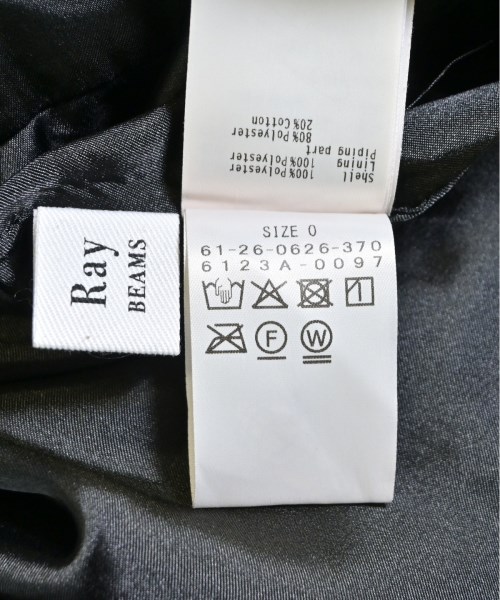 Shell 100%Polyester
Lining 100%Polyester
Piping part
80%Polyester
20%Cotton
Ray
BEAMS
SIZE 0
61-26-0626-370
6123A-0097
F W